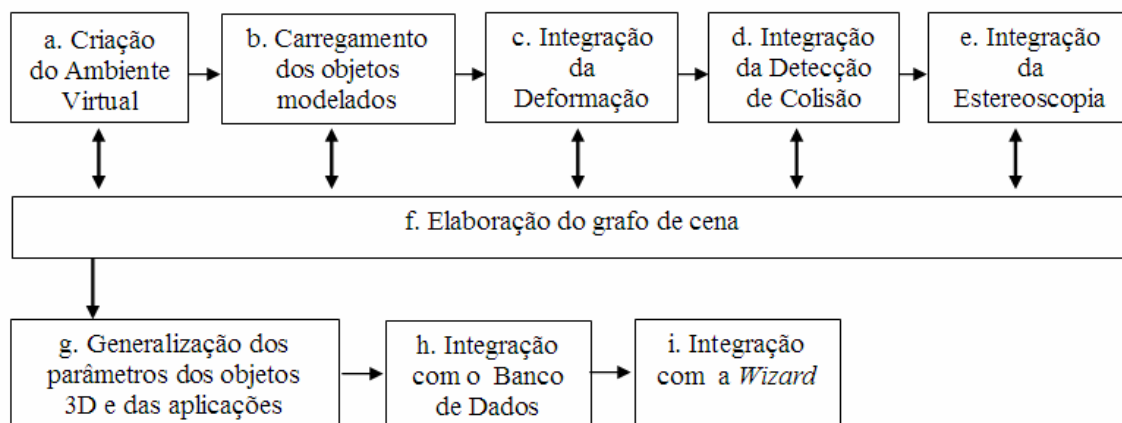 a. Criação
do Ambiente
Virtual
b. Carregamento
dos objetos
modelados
c. Integração
da
Deformação
d. Integração
da Detecção
de Colisão
e. Integração
da
Estereoscopia
f. Elaboração do grafo de cena
g. Generalização dos
parâmetros dos objetos
3D e das aplicações
h. Integração
com o Banco
de Dados
i. Integração
com a Wizard